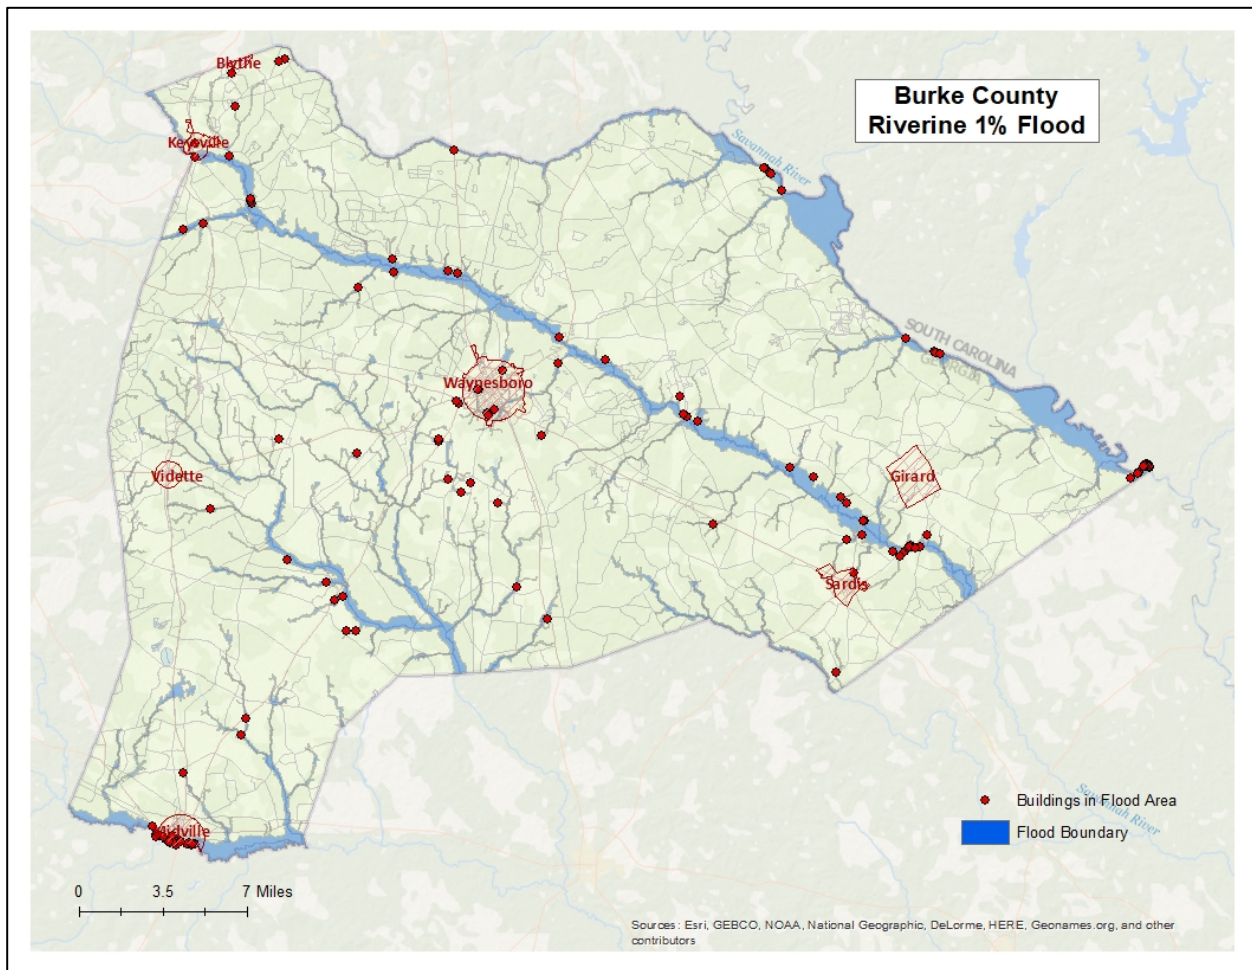 Burke County
Riverine 1% Flood
Blythe
Keysville
Savannah River
SOUTH CAROLINA
GEORGIA
Waynesboro
Vidette
Girard
Sardis
Midville
Savannah River
Buildings in Flood Area
Flood Boundary
0 3.5 7 Miles
Sources: Esri, GEBCO, NOAA, National Geographic, DeLorme, HERE, Geonames.org, and other
contributors